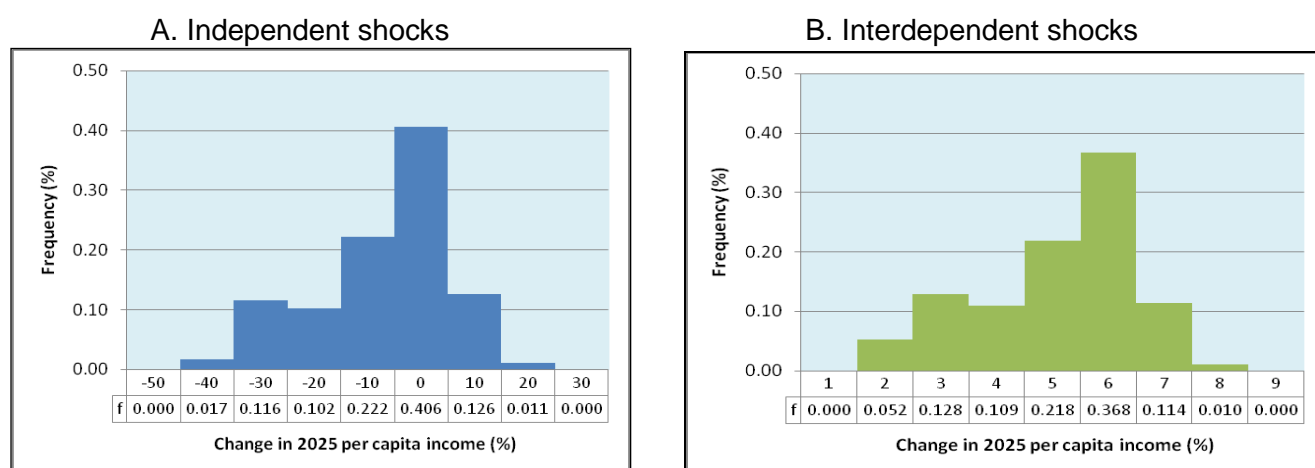 A. Independent shocks
0.50
0.40
0.30
0.20
0.10
0.00
Frequency (%)
-50 -40 -30 -20 -10 0 10 20 30
f 0.000 0.017 0.116 0.102 0.222 0.406 0.126 0.011 0.000
Change in 2025 per capita income (%)
B. Interdependent shocks
0.50
0.40
0.30
0.20
0.10
0.00
Frequency (%)
1 2 3 4 5 6 7 8 9
f 0.000 0.052 0.128 0.109 0.218 0.368 0.114 0.010 0.000
Change in 2025 per capita income (%)